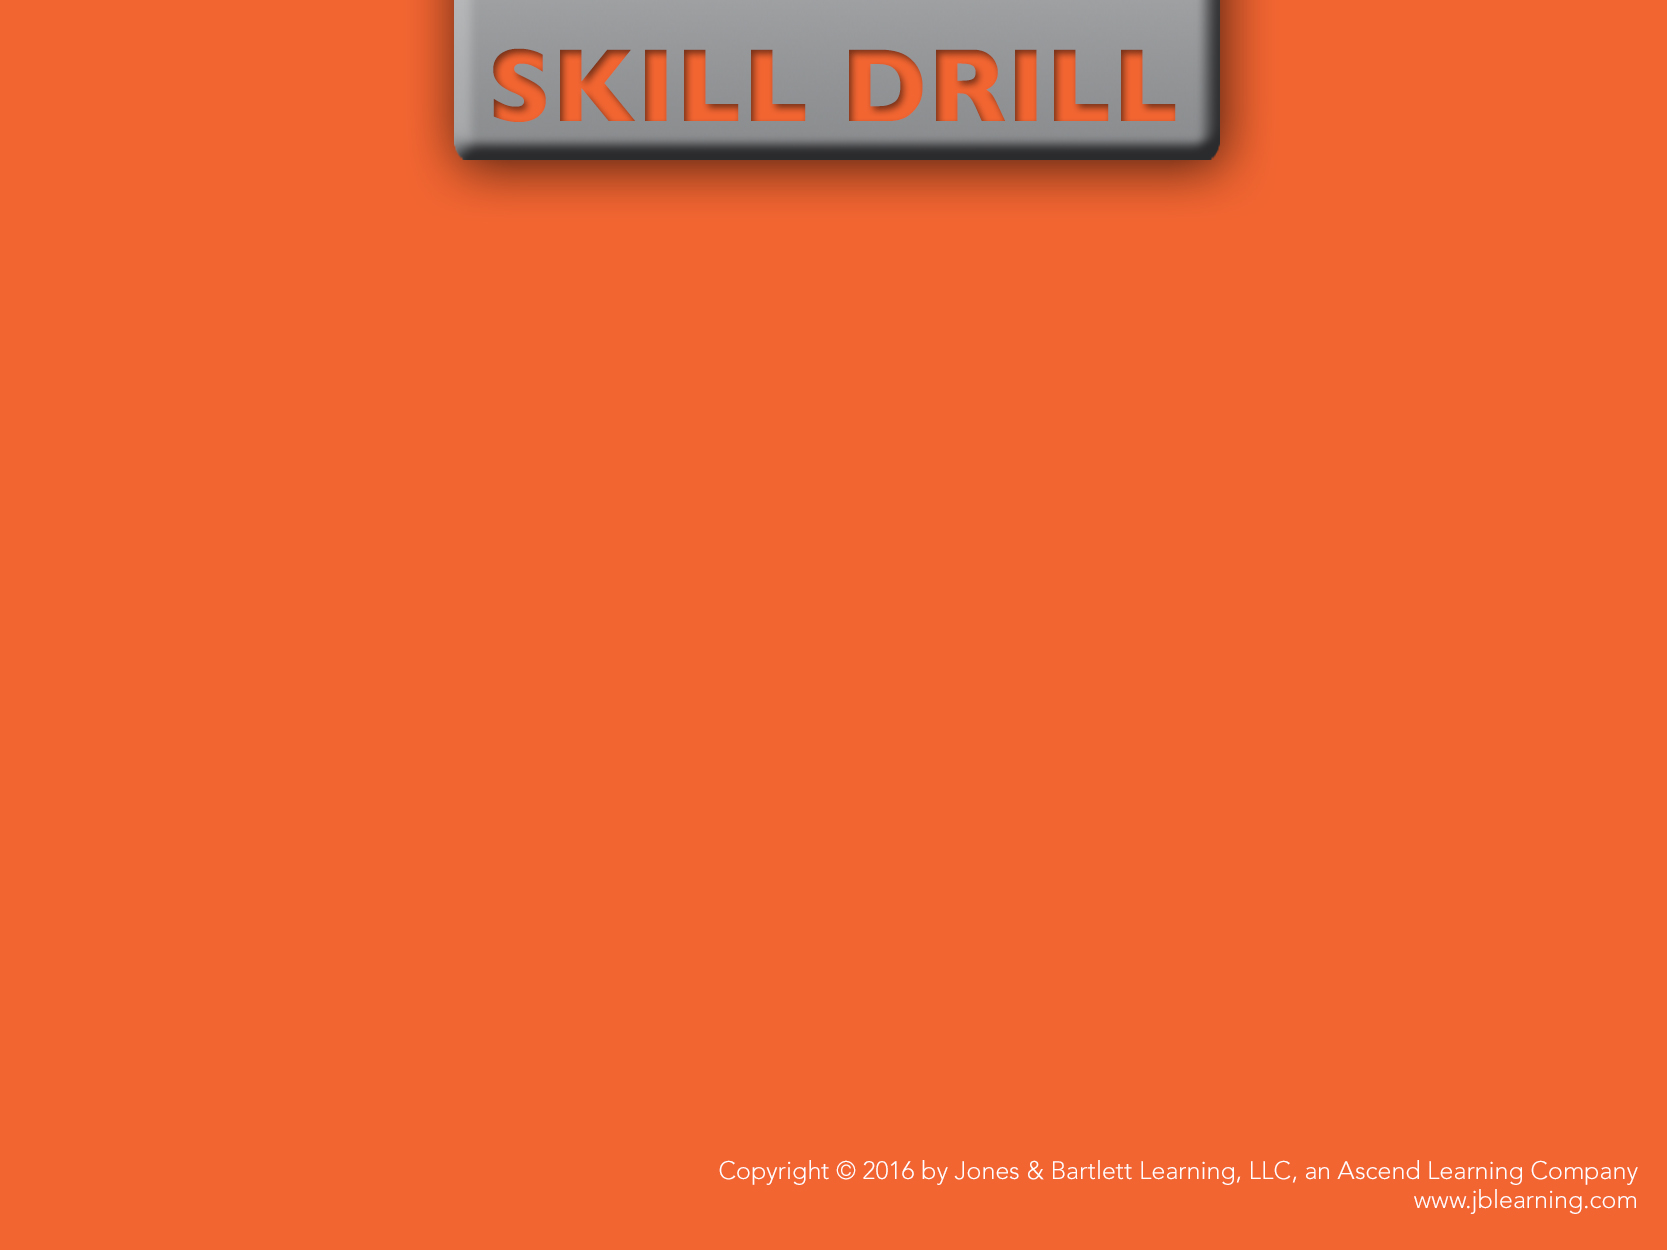 SKILL DRILL
Copyright © 2016 by Jones & Bartlett Learning, LLC, an Ascend Learning Company
www.jblearning.com